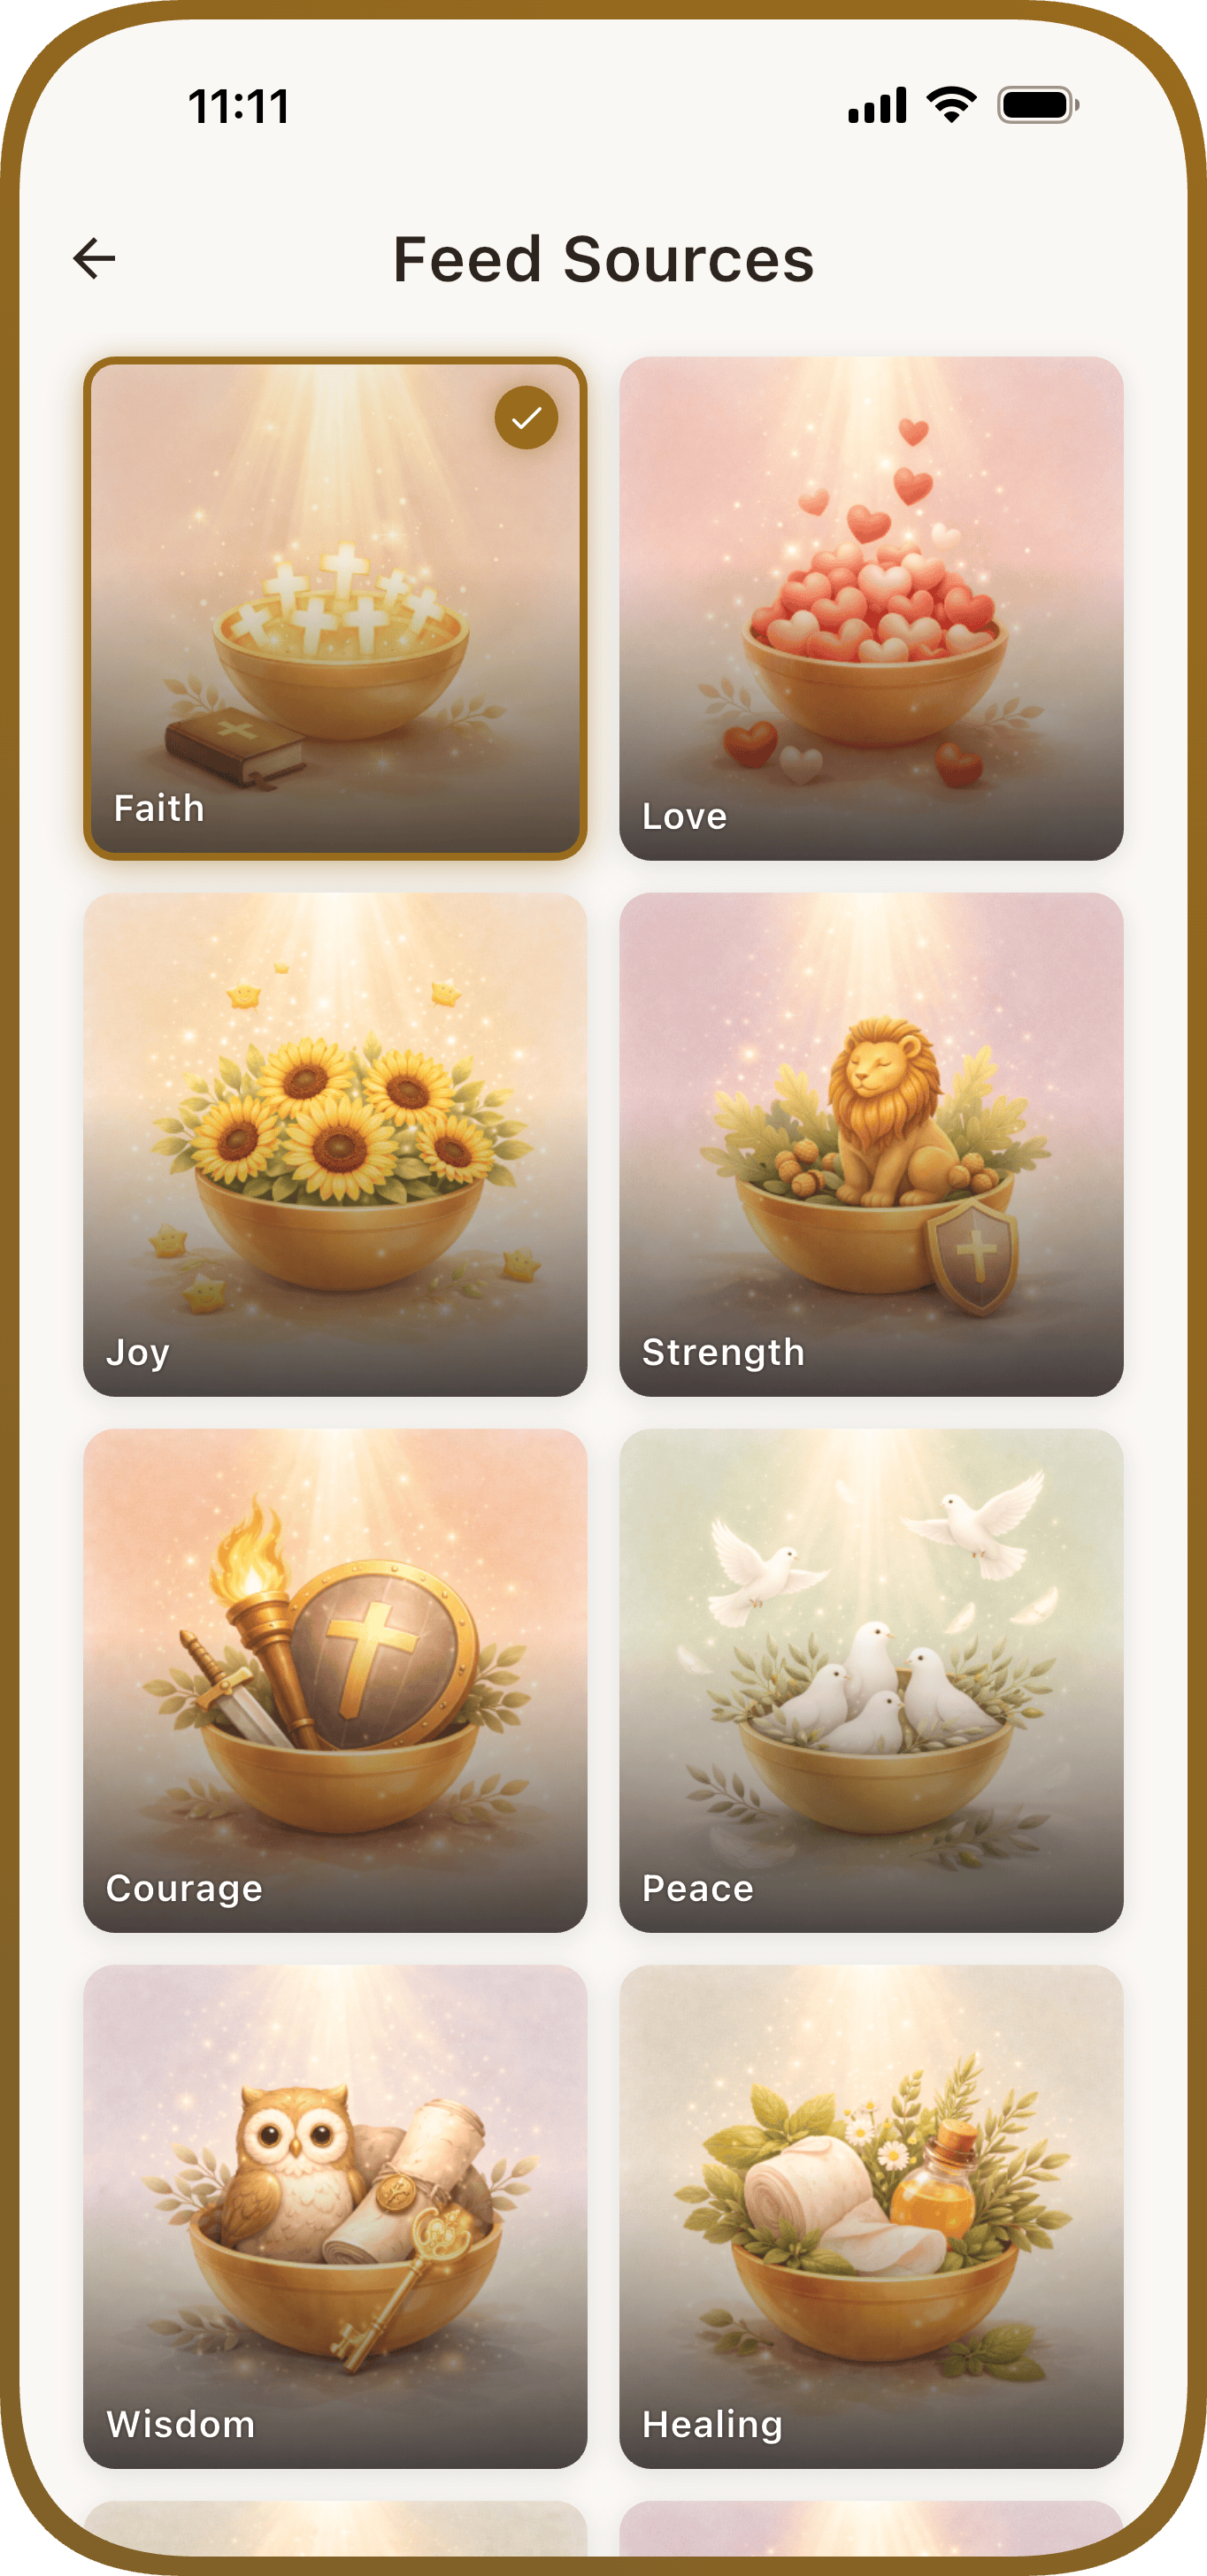 11:11
Feed Sources
Faith
Love
Joy
Strength
Courage
Peace
Wisdom
Healing